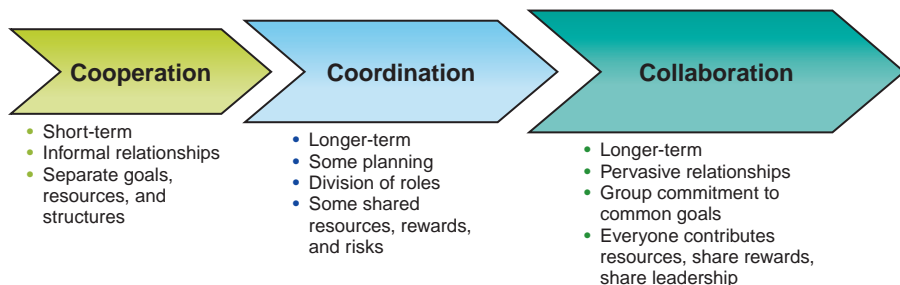 Cooperation
• Short-term
• Informal relationships
• Separate goals,
resources, and
structures
Coordination
• Longer-term
• Some planning
• Division of roles
• Some shared
resources, rewards,
and risks
Collaboration
• Longer-term
• Pervasive relationships
• Group commitment to
common goals
• Everyone contributes
resources, share rewards,
share leadership